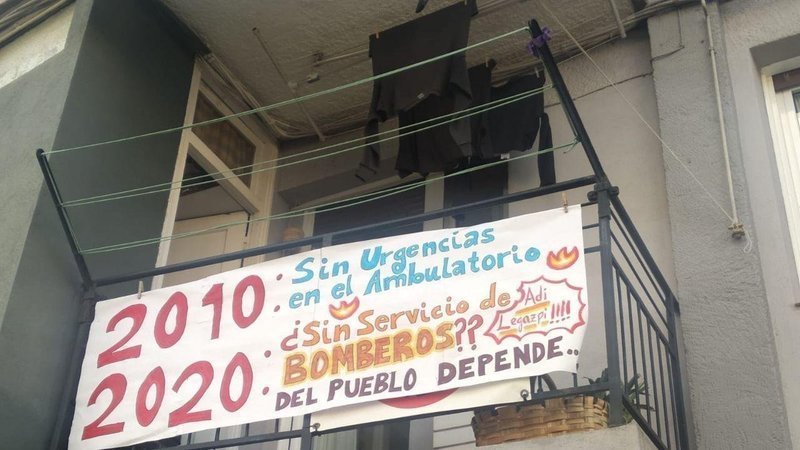 2010: Sin Urgencias
en el Ambulatorio
2020: ¿Sin Servicio de
BOMBEROS??
Adi
Legazpi!!!!
DEL PUEBLO DEPENDE..